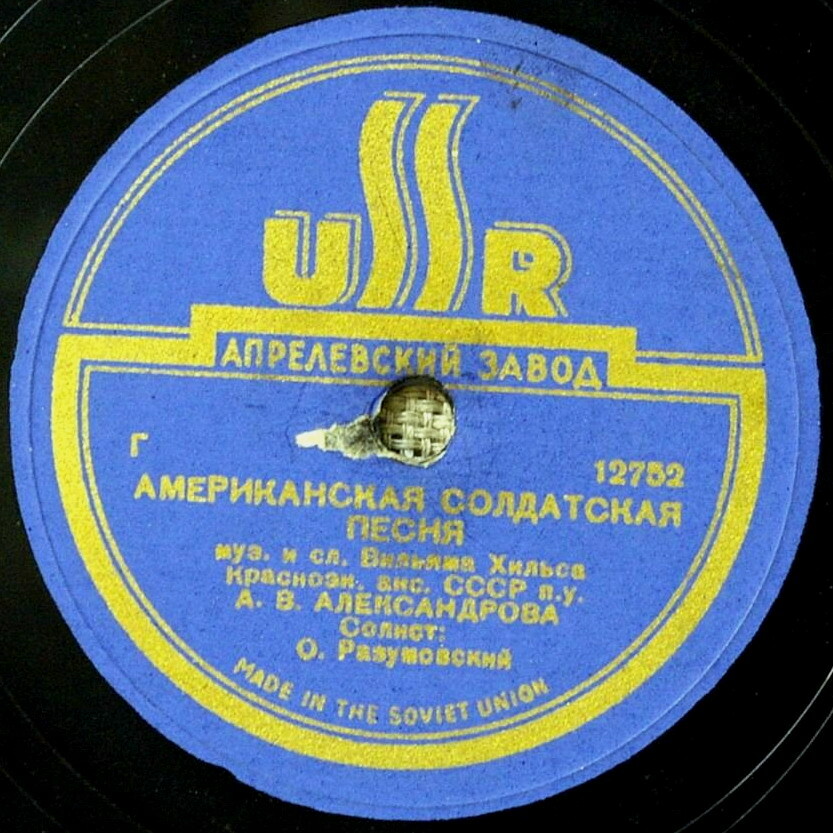 USSR
АПРЕЛЕВСКИЙ ЗАВОД
Г 12752
АМЕРИКАНСКАЯ СОЛДАТСКАЯ
ПЕСНЯ
муз. и сл. Вильяма Хильса
Краснозн. анс. СССР п.у.
А. В. АЛЕКСАНДРОВА
Солист:
О. Разумовский
MADE IN THE SOVIET UNION